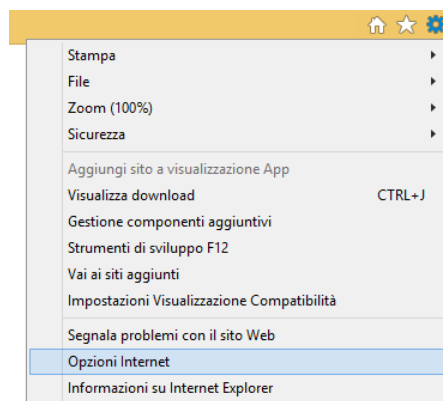 Stampa
File
Zoom (100%)
Sicurezza
Aggiungi sito a visualizzazione App
Visualizza download CTRL+J
Gestione componenti aggiuntivi
Strumenti di sviluppo F12
Vai ai siti aggiunti
Impostazioni Visualizzazione Compatibilità
Segnala problemi con il sito Web
Opzioni Internet
Informazioni su Internet Explorer